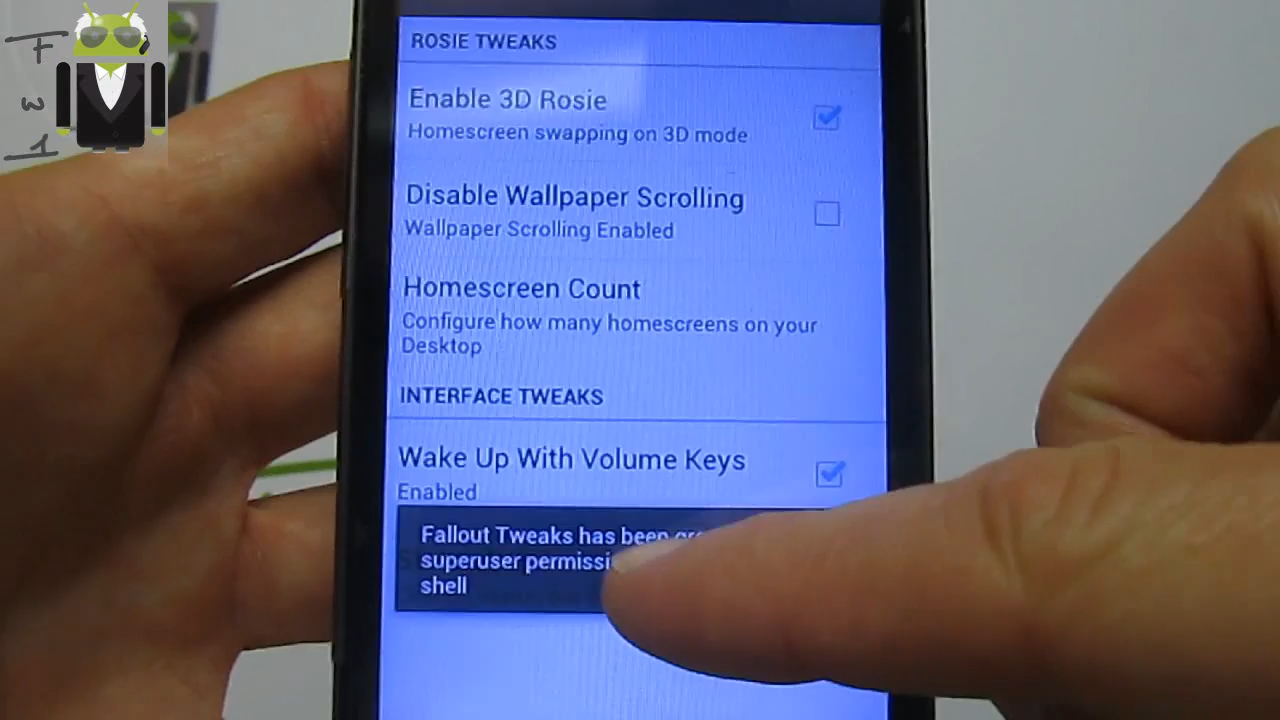 ROSIE TWEAKS
Enable 3D Rosie
Homescreen swapping on 3D mode
Disable Wallpaper Scrolling
Wallpaper Scrolling Enabled
Homescreen Count
Configure how many homescreens on your
Desktop
INTERFACE TWEAKS
Wake Up With Volume Keys
Enabled
Fallout Tweaks has been
superuser
shell